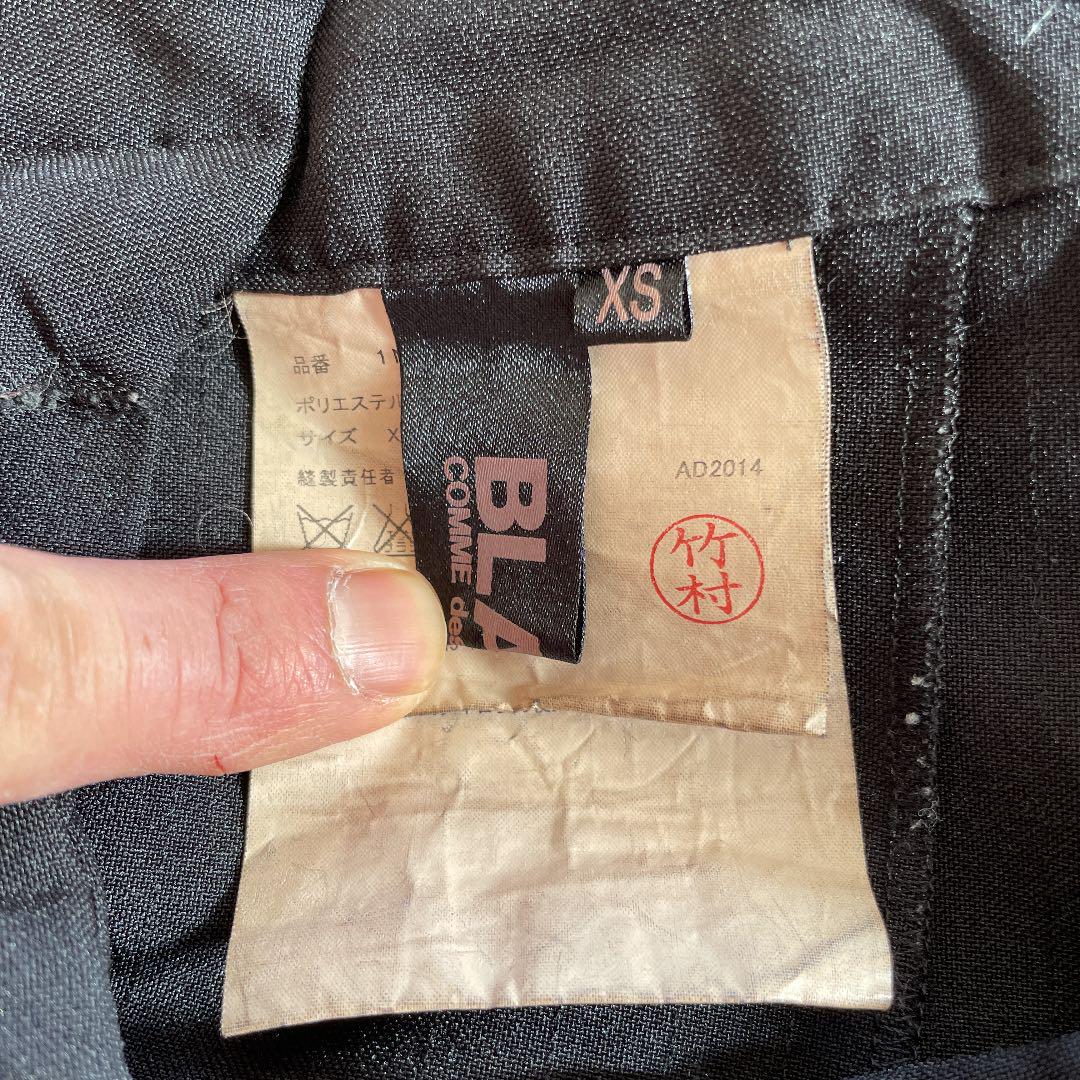 XS
品番 1
ポリエステル
サイズ X
縫製責任者
BLA
COMME des
AD2014
竹
村